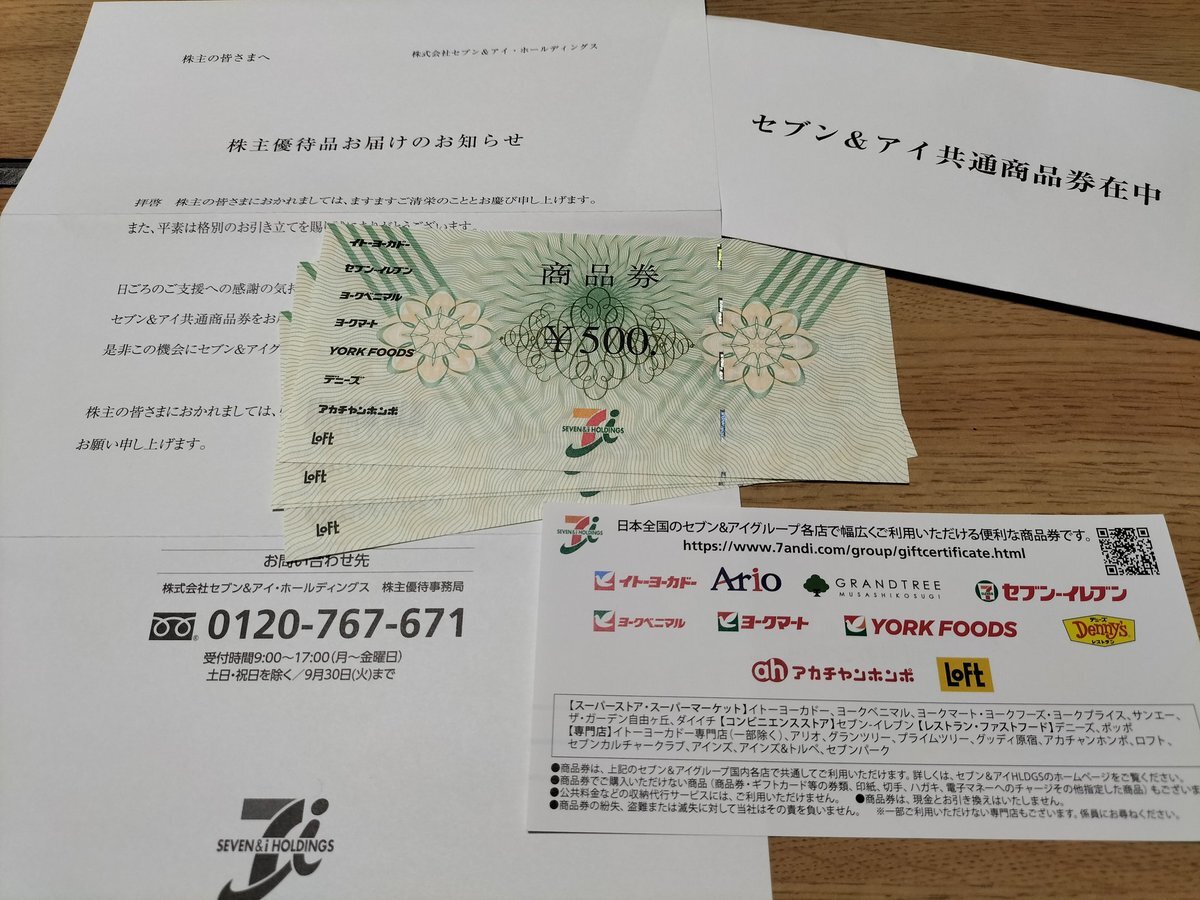 株主の皆さまへ
株式会社セブン&アイ・ホールディングス
株主優待品お届けのお知らせ
拝啓 株主の皆さまにおかれましては、ますますご清栄のこととお慶び申し上げます。
また、平素は格別のお引き立てを賜
日ごろのご支援への感謝の気持
セブン&アイ共通商品券をお
是非この機会にセブン&アイグ
株主の皆さまにおかれましては、
お願い申し上げます。
お問い合わせ先
株式会社セブン&アイ・ホールディングス 株主優待事務局
0120-767-671
受付時間9:00〜17:00(月〜金曜日)
土日・祝日を除く/9月30日(火)まで
SEVEN&i HOLDINGS
セブン&アイ共通商品券在中
イトーヨーカドー
セブン-イレブン
ヨークベニマル
ヨークマート
YORK FOODS
デニーズ
アカチャンホンポ
LOFT
商品券
¥500.
SEVEN&i HOLDINGS
LOFT
LOFT
SEVEN&i HOLDINGS
日本全国のセブン&アイグループ各店で幅広くご利用いただける便利な商品券です。
https://www.7andi.com/group/giftcertificate.html
イトーヨーカドー Ario GRANDTREE MUSASHIKOSUGI セブン-イレブン
ヨークベニマル ヨークマート YORK FOODS デニーズ Denny's レストラン
ah アカチャンホンポ LOFT
【スーパーストア・スーパーマーケット】イトーヨーカドー、ヨークベニマル、ヨークマート・ヨークフーズ・ヨークプライス、サンエー、
ザ・ガーデン自由ヶ丘、ダイイチ【コンビニエンスストア】セブン-イレブン【レストラン・ファストフード】デニーズ、ポッポ
【専門店】イトーヨーカドー専門店(一部除く)、アリオ、グランツリー、プライムツリー、グッディ原宿、アカチャンホンポ、ロフト、
セブンカルチャークラブ、アインズ、アインズ&トルペ、セブンパーク
●商品券は、上記のセブン&アイグループ国内各店で共通してご利用いただけます。詳しくは、セブン&アイHLDGSのホームページをご覧ください。
●商品券でご購入いただけない商品(商品券・ギフトカード等の券類、印紙、切手、ハガキ、電子マネーへのチャージその他指定した商品)もございま
●公共料金などの収納代行サービスには、ご利用いただけません。 ●商品券は、現金とお引き換えはいたしません。
●商品券の紛失、盗難または滅失に対して当社はその責を負いません。 ※一部ご利用いただけない専門店もございます。係員にお尋ねください。